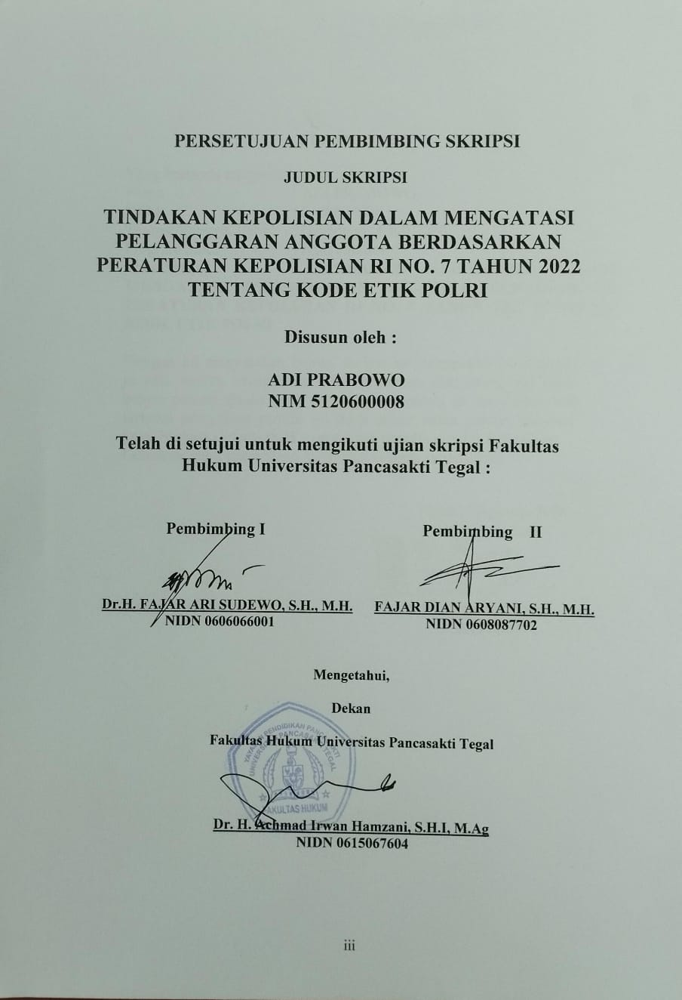 PERSETUJUAN PEMBIMBING SKRIPSI
JUDUL SKRIPSI
TINDAKAN KEPOLISIAN DALAM MENGATASI
PELANGGARAN ANGGOTA BERDASARKAN
PERATURAN KEPOLISIAN RI NO. 7 TAHUN 2022
TENTANG KODE ETIK POLRI
Disusun oleh :
ADI PRABOWO
NIM 5120600008
Telah di setujui untuk mengikuti ujian skripsi Fakultas
Hukum Universitas Pancasakti Tegal :
Pembimbing I Pembimbing II
Dr.H. FAJAR ARI SUDEWO, S.H., M.H. FAJAR DIAN ARYANI, S.H., M.H.
NIDN 0606066001 NIDN 0608087702
Mengetahui,
Dekan
YAYASAN PENDIDIKAN PANCASAKTI
UNIVERSITAS PANCASAKTI TEGAL
Fakultas Hukum Universitas Pancasakti Tegal
FAKULTAS HUKUM
Dr. H. Achmad Irwan Hamzani, S.H.I, M.Ag
NIDN 0615067604
iii